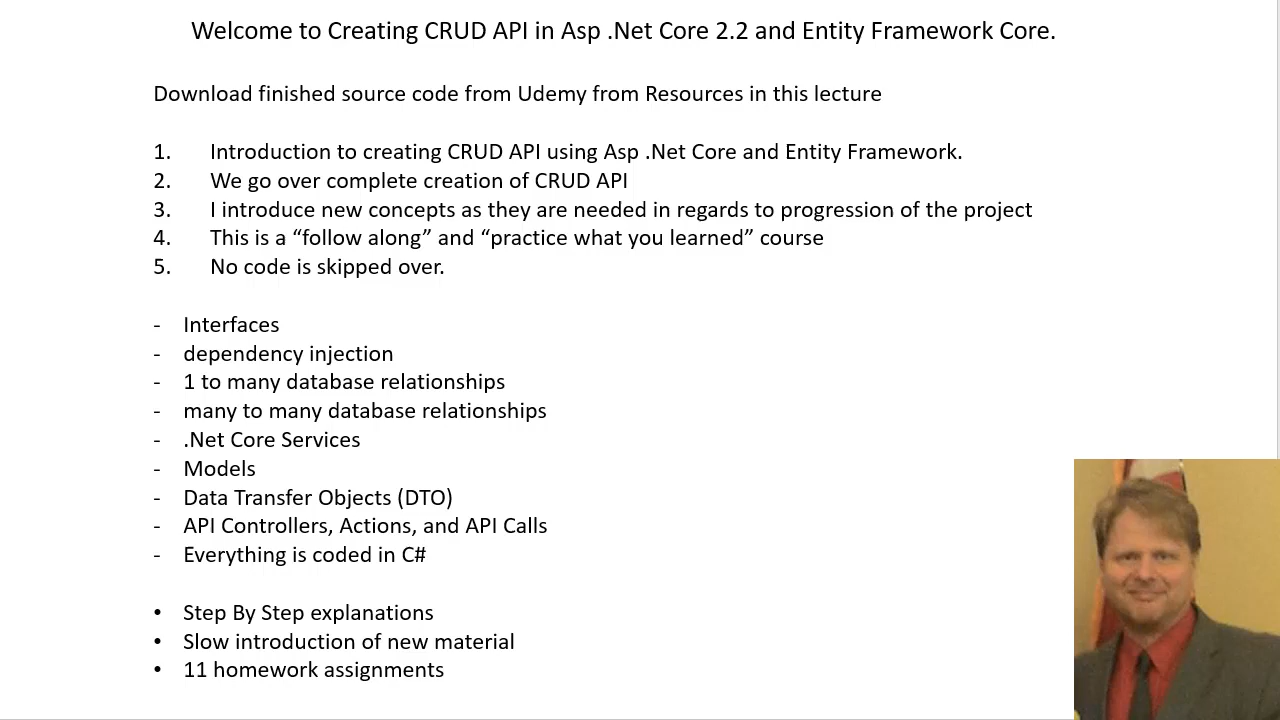 Welcome to Creating CRUD API in Asp .Net Core 2.2 and Entity Framework Core.
Download finished source code from Udemy from Resources in this lecture
1. Introduction to creating CRUD API using Asp .Net Core and Entity Framework.
2. We go over complete creation of CRUD API
3. I introduce new concepts as they are needed in regards to progression of the project
4. This is a “follow along” and “practice what you learned” course
5. No code is skipped over.
- Interfaces
- dependency injection
- 1 to many database relationships
- many to many database relationships
- .Net Core Services
- Models
- Data Transfer Objects (DTO)
- API Controllers, Actions, and API Calls
- Everything is coded in C#
• Step By Step explanations
• Slow introduction of new material
• 11 homework assignments